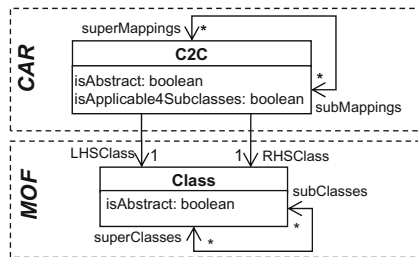 superMappings *
C2C
isAbstract: boolean
isApplicable4Subclasses: boolean
*
subMappings
CAR
LHSClass 1
1 RHSClass
Class
isAbstract: boolean
subClasses
*
superClasses *
MOF